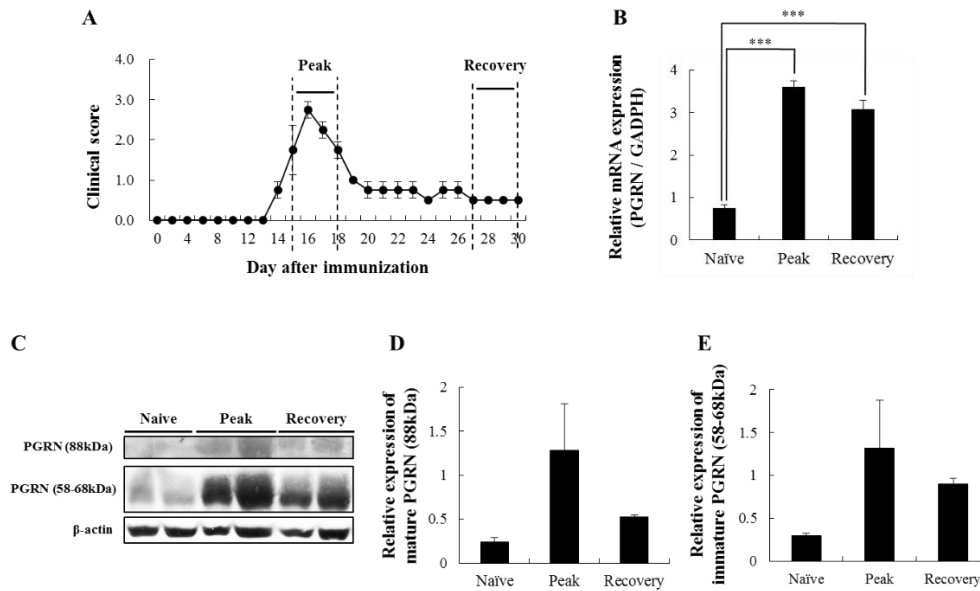 A
Peak
Recovery
Clinical score
4.0
3.0
2.0
1.0
0.0
0 4 8 12 14 16 18 20 22 24 26 28 30
Day after immunization
B
***
***
Relative mRNA expression
(PGRN / GADPH)
4
3
2
1
0
Naïve Peak Recovery
C
Naive Peak Recovery
PGRN (88kDa)
PGRN (58-68kDa)
β-actin
D
Relative expression of
mature PGRN (88kDa)
2
1.5
1
0.5
0
Naïve Peak Recovery
E
Relative expression of
immature PGRN (58-68kDa)
2
1.5
1
0.5
0
Naïve Peak Recovery